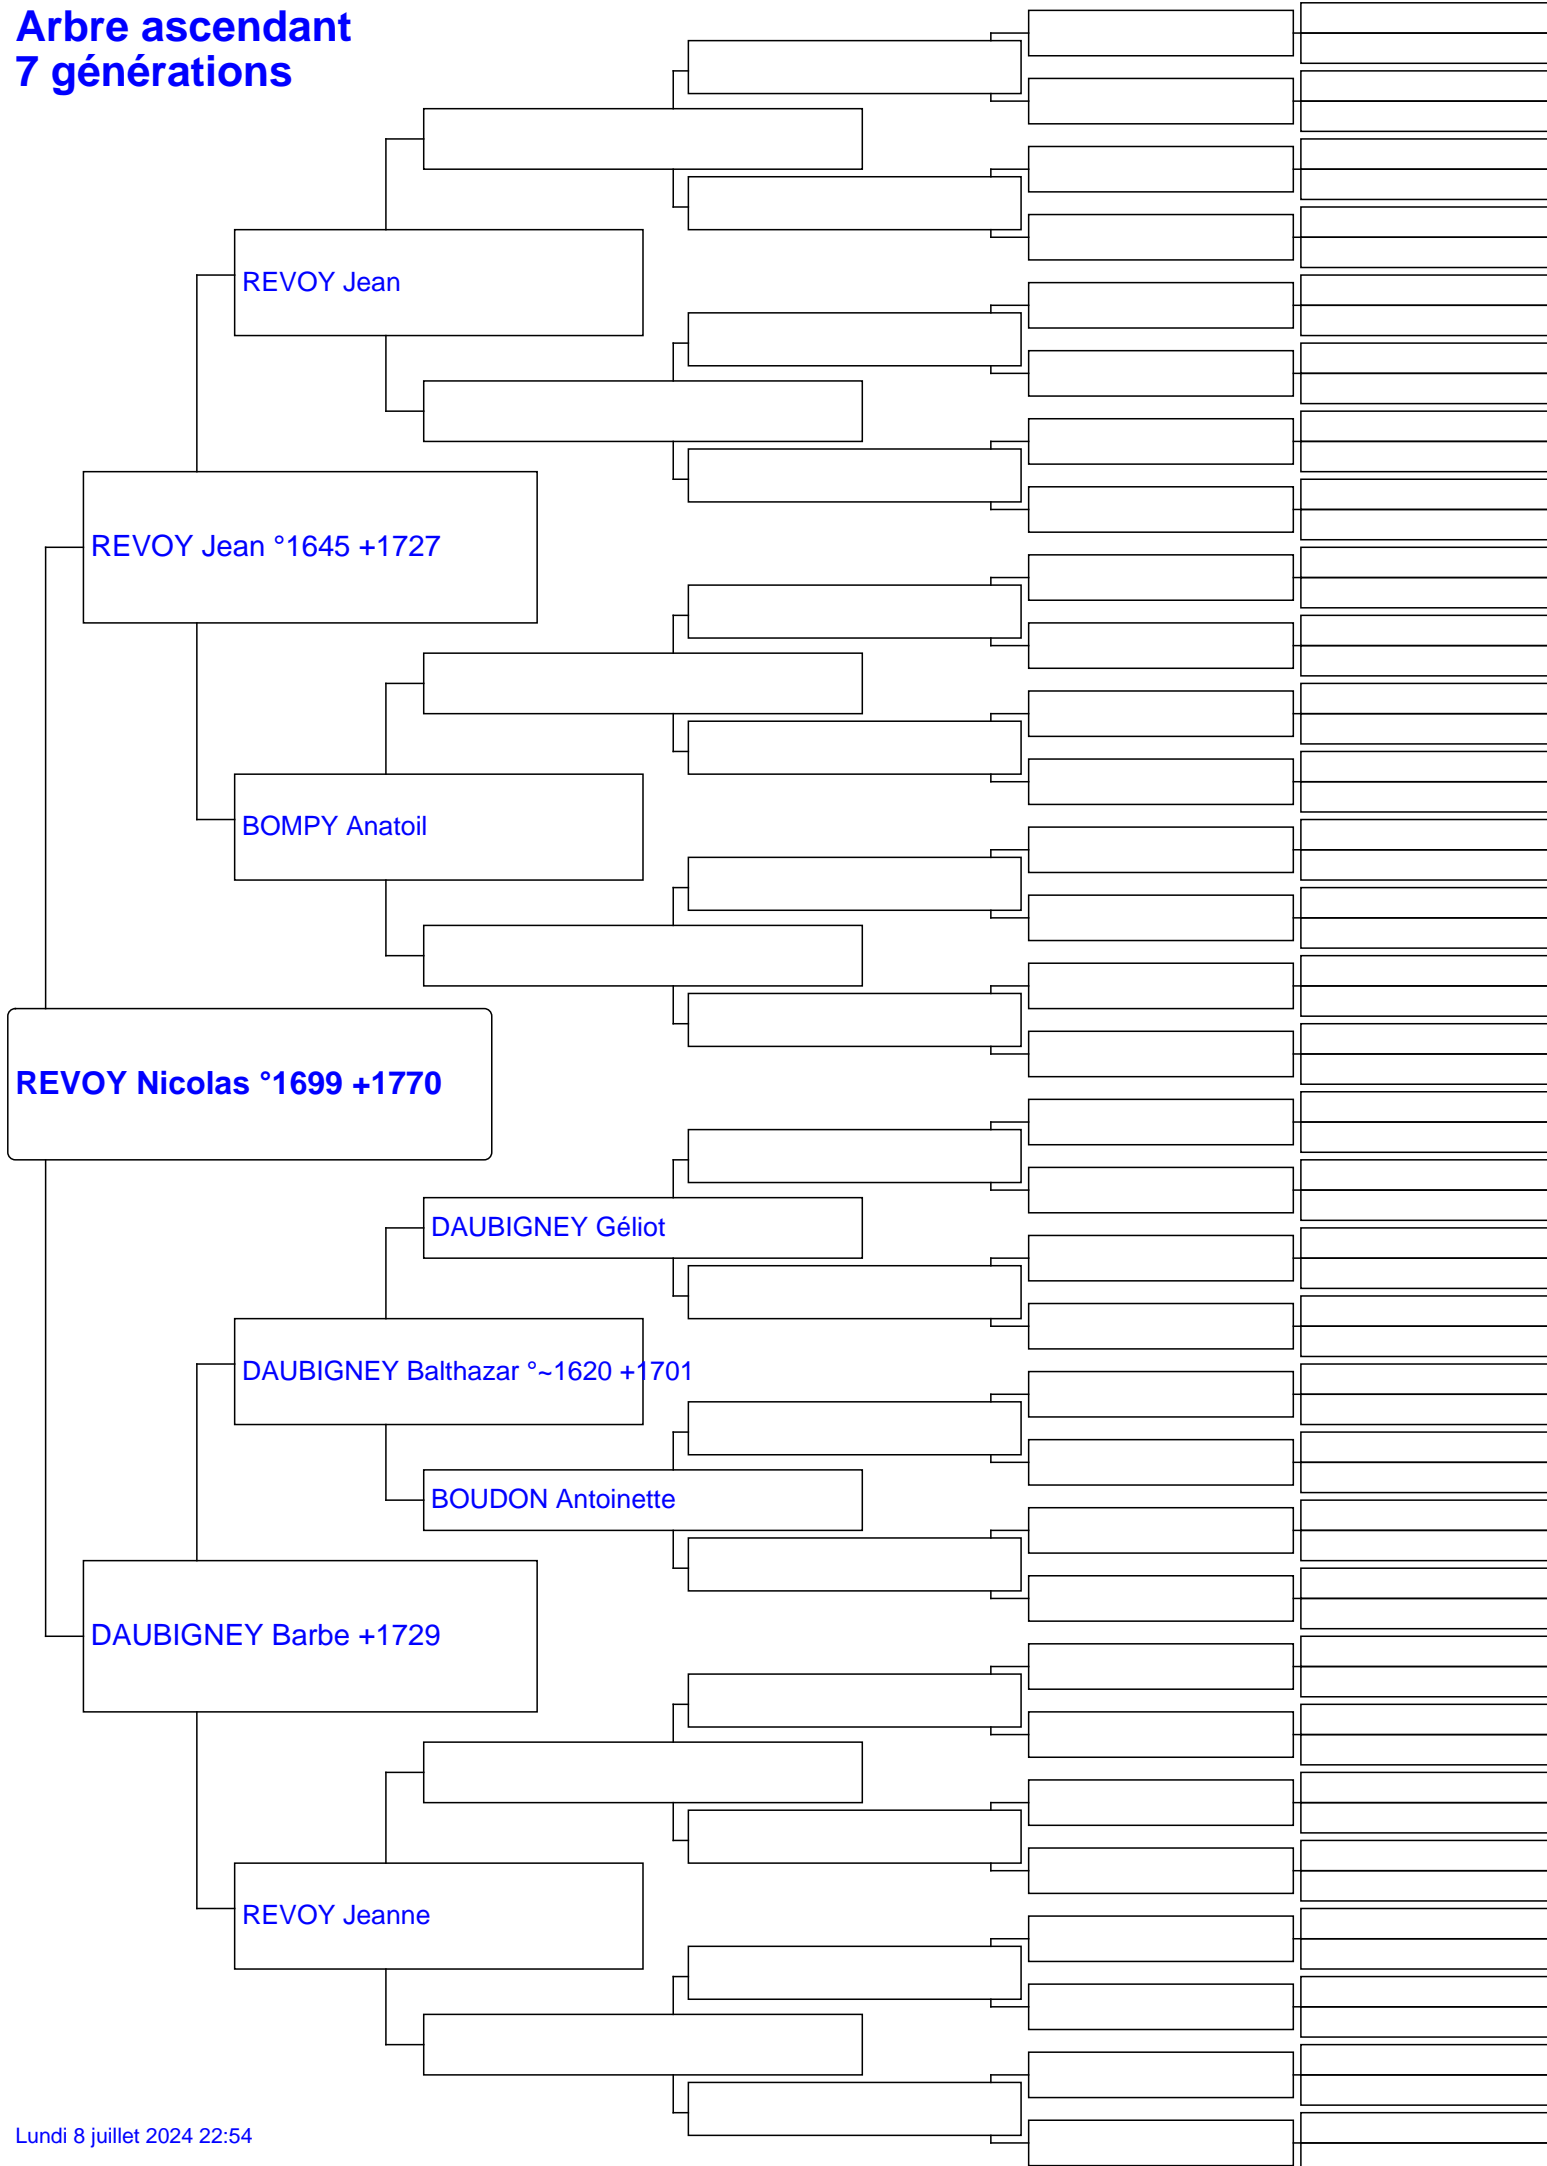 Arbre ascendant
7 générations
REVOY Jean
REVOY Jean °1645 +1727
BOMPY Anatoil
REVOY Nicolas °1699 +1770
DAUBIGNEY Géliot
DAUBIGNEY Balthazar °~1620 +1701
BOUDON Antoinette
DAUBIGNEY Barbe +1729
REVOY Jeanne
Lundi 8 juillet 2024 22:54